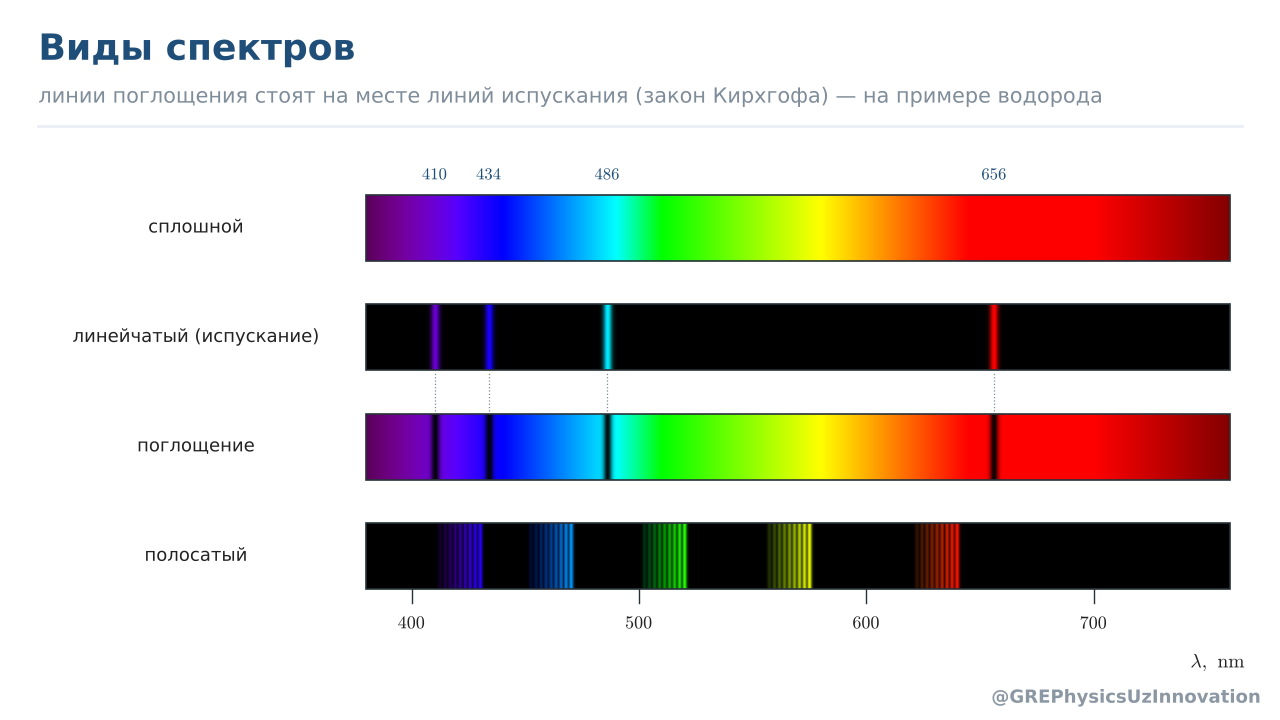 Виды спектров
линии поглощения стоят на месте линий испускания (закон Кирхгофа) — на примере водорода
410 434 486 656
сплошной
линейчатый (испускание)
поглощение
полосатый
400 500 600 700
λ, nm
@GREPhysicsUzInnovation